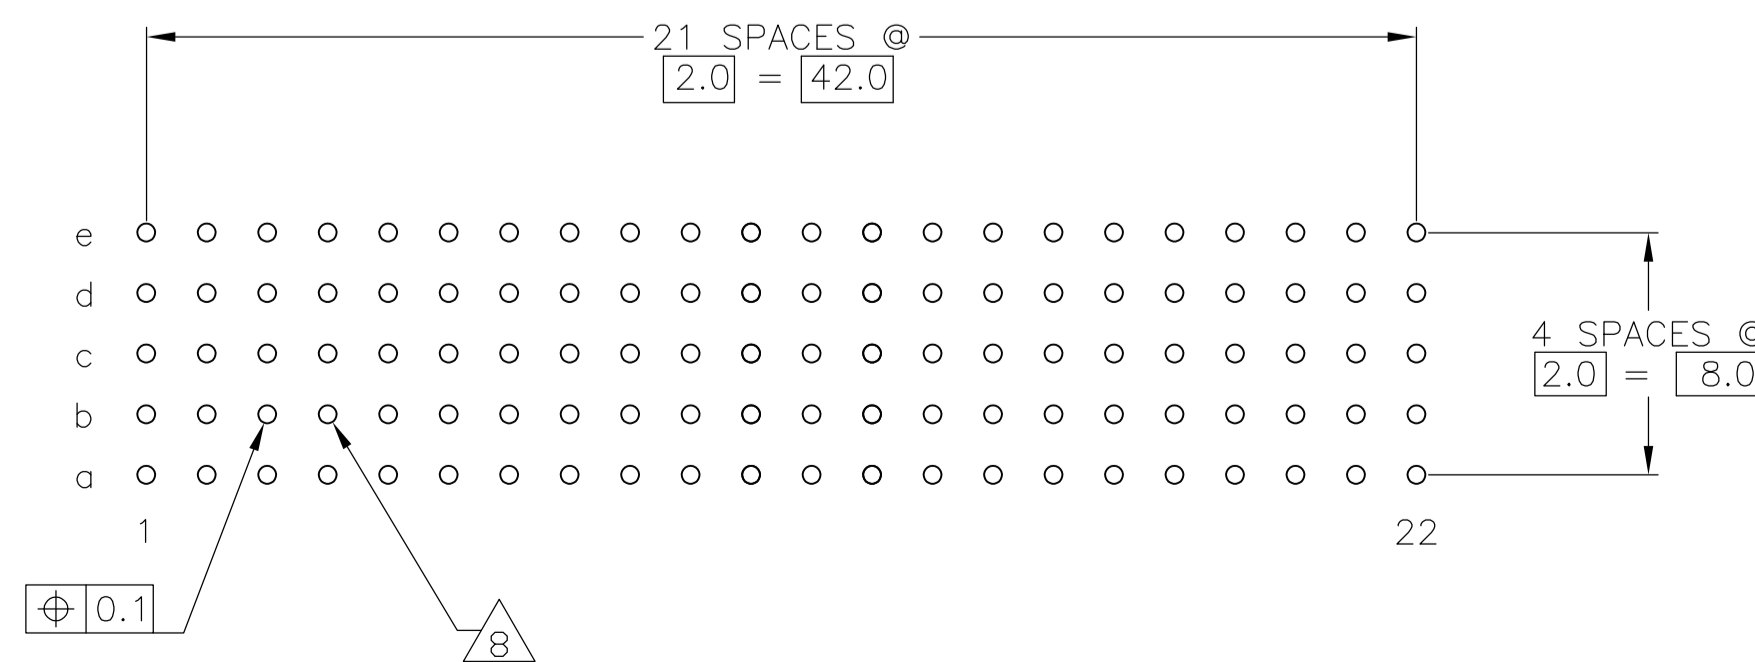 21 SPACES @
2.0 = 42.0
e
d
c
4 SPACES @
2.0 = 8.0
b
a
1
22
⌖ 0.1
8